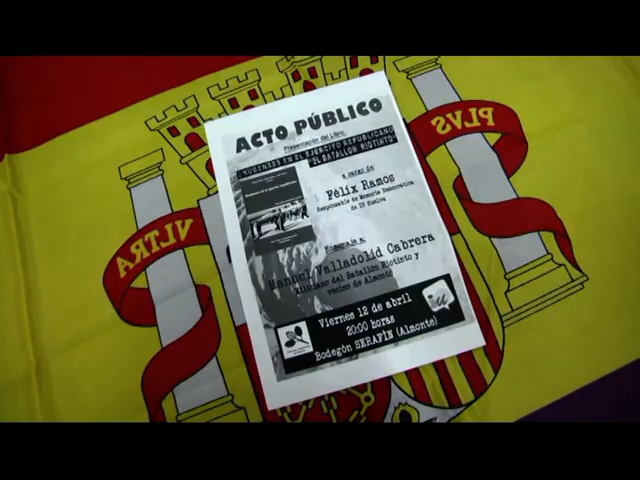 ACTO PÚBLICO
Presentación del Libro
ONUBENSES EN EL EJÉRCITO REPUBLICANO
"EL BATALLÓN RIOTINTO"
a cargo de:
Félix Ramos
Responsable de Memoria Democrática
de IU Huelva
Homenaje a:
Manuel Valladolid Cabrera
Miliciano del Batallón Riotinto y
vecino de Almonte
Viernes 12 de abril
20:00 horas
Bodegón SERAFÍN (Almonte)
PLVS
VLTRA